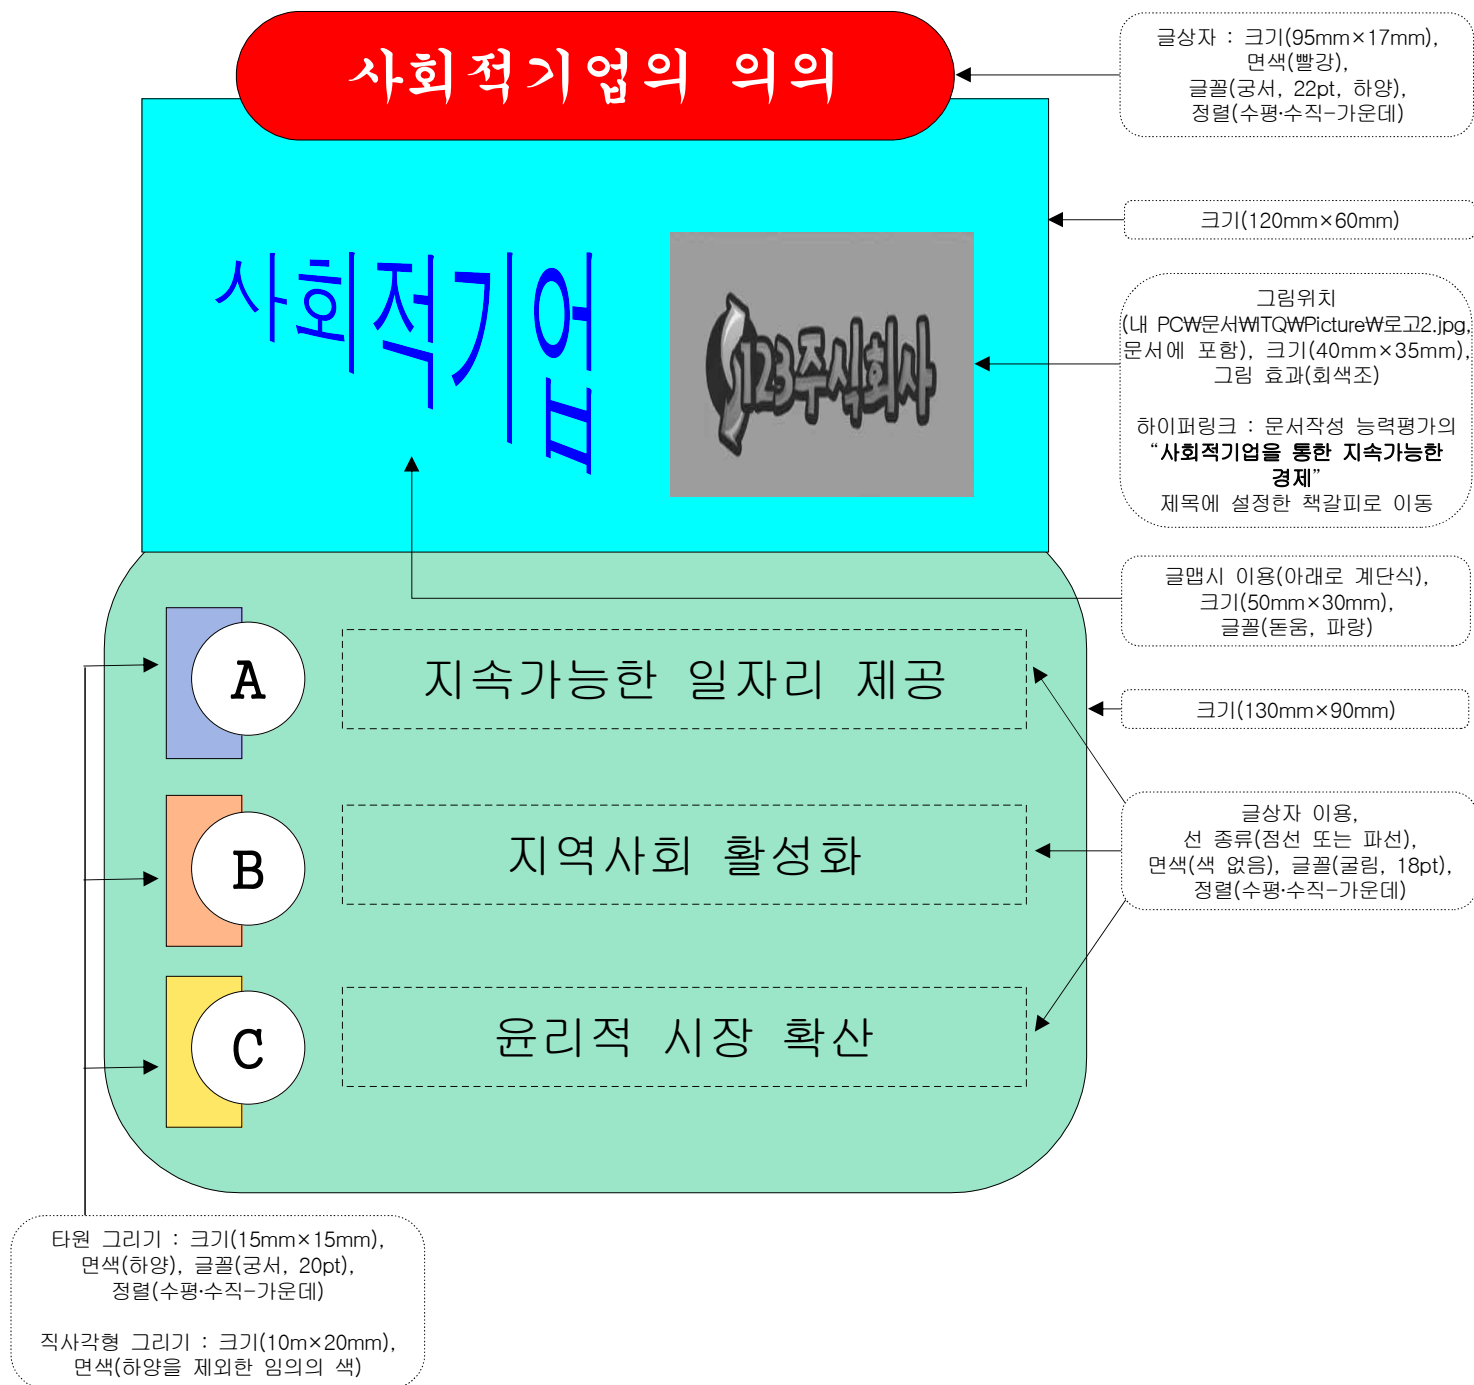 사회적기업의 의의
글상자 : 크기(95mm×17mm),
면색(빨강),
글꼴(궁서, 22pt, 하양),
정렬(수평·수직-가운데)
크기(120mm×60mm)
사회적기업
123주식회사
그림위치
(내 PC₩문서₩ITQ₩Picture₩로고2.jpg,
문서에 포함), 크기(40mm×35mm),
그림 효과(회색조)
하이퍼링크 : 문서작성 능력평가의
“사회적기업을 통한 지속가능한
경제”
제목에 설정한 책갈피로 이동
글맵시 이용(아래로 계단식),
크기(50mm×30mm),
글꼴(돋움, 파랑)
A
지속가능한 일자리 제공
크기(130mm×90mm)
B
지역사회 활성화
글상자 이용,
선 종류(점선 또는 파선),
면색(색 없음), 글꼴(굴림, 18pt),
정렬(수평·수직-가운데)
C
윤리적 시장 확산
타원 그리기 : 크기(15mm×15mm),
면색(하양), 글꼴(궁서, 20pt),
정렬(수평·수직-가운데)
직사각형 그리기 : 크기(10m×20mm),
면색(하양을 제외한 임의의 색)